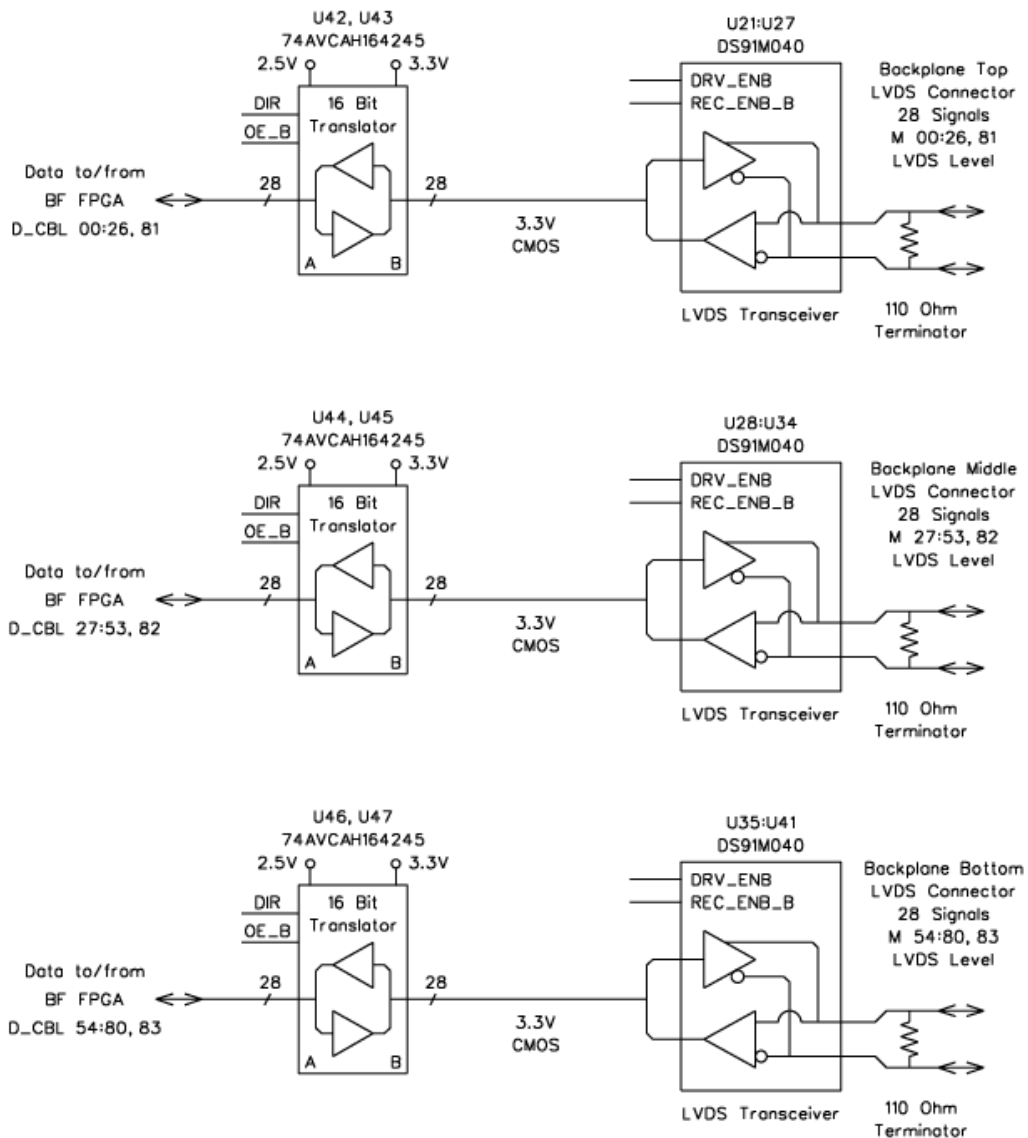 U42, U43
74AVCAH164245
2.5V
3.3V
DIR
OE_B
16 Bit
Translator
A
B
Data to/from
BF FPGA
D_CBL 00:26, 81
28
28
3.3V
CMOS
U21:U27
DS91M040
DRV_ENB
REC_ENB_B
LVDS Transceiver
Backplane Top
LVDS Connector
28 Signals
M 00:26, 81
LVDS Level
110 Ohm
Terminator
U44, U45
74AVCAH164245
2.5V
3.3V
DIR
OE_B
16 Bit
Translator
A
B
Data to/from
BF FPGA
D_CBL 27:53, 82
28
28
3.3V
CMOS
U28:U34
DS91M040
DRV_ENB
REC_ENB_B
LVDS Transceiver
Backplane Middle
LVDS Connector
28 Signals
M 27:53, 82
LVDS Level
110 Ohm
Terminator
U46, U47
74AVCAH164245
2.5V
3.3V
DIR
OE_B
16 Bit
Translator
A
B
Data to/from
BF FPGA
D_CBL 54:80, 83
28
28
3.3V
CMOS
U35:U41
DS91M040
DRV_ENB
REC_ENB_B
LVDS Transceiver
Backplane Bottom
LVDS Connector
28 Signals
M 54:80, 83
LVDS Level
110 Ohm
Terminator